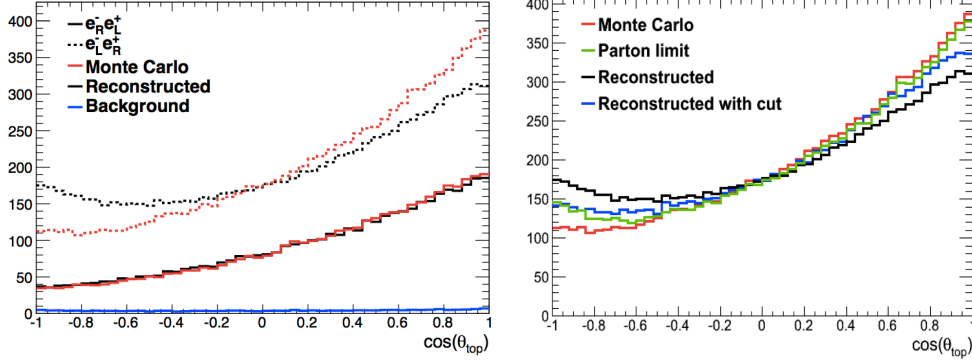 e⁻_R e⁺_L
e⁻_L e⁺_R
Monte Carlo
Reconstructed
Background
400
350
300
250
200
150
100
50
0
-1 -0.8 -0.6 -0.4 -0.2 0 0.2 0.4 0.6 0.8 1
cos(θ_top)
Monte Carlo
Parton limit
Reconstructed
Reconstructed with cut
400
350
300
250
200
150
100
50
0
-1 -0.8 -0.6 -0.4 -0.2 0 0.2 0.4 0.6 0.8 1
cos(θ_top)